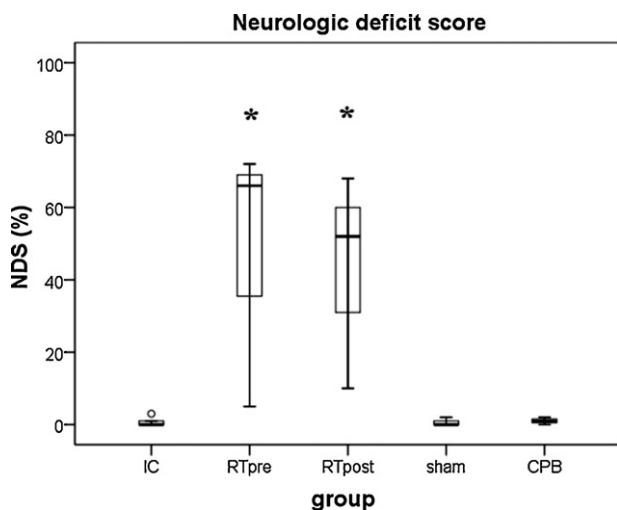 Neurologic deficit score
100
80
60
40
20
0
NDS (%)
* *
IC RTpre RTpost sham CPB
group